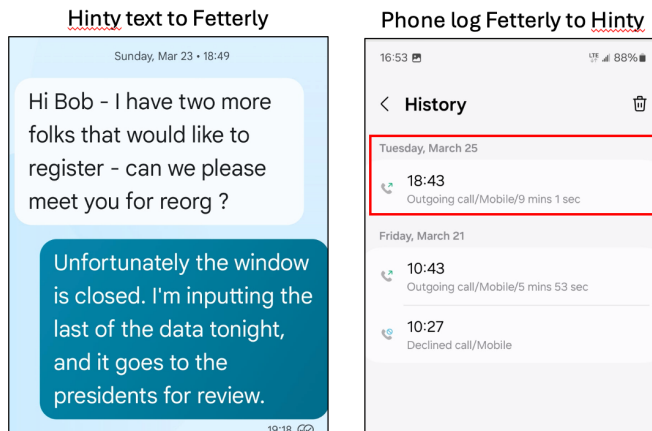 Hinty text to Fetterly
Sunday, Mar 23 • 18:49
Hi Bob - I have two more
folks that would like to
register - can we please
meet you for reorg ?
Unfortunately the window
is closed. I'm inputting the
last of the data tonight,
and it goes to the
presidents for review.
19:18
Phone log Fetterly to Hinty
16:53 LTE 88%
< History
Tuesday, March 25
18:43
Outgoing call/Mobile/9 mins 1 sec
Friday, March 21
10:43
Outgoing call/Mobile/5 mins 53 sec
10:27
Declined call/Mobile